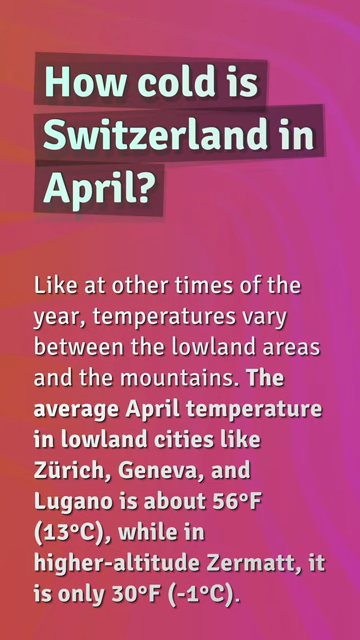 How cold is
Switzerland in
April?
Like at other times of the
year, temperatures vary
between the lowland areas
and the mountains. The
average April temperature
in lowland cities like
Zürich, Geneva, and
Lugano is about 56°F
(13°C), while in
higher-altitude Zermatt, it
is only 30°F (-1°C).